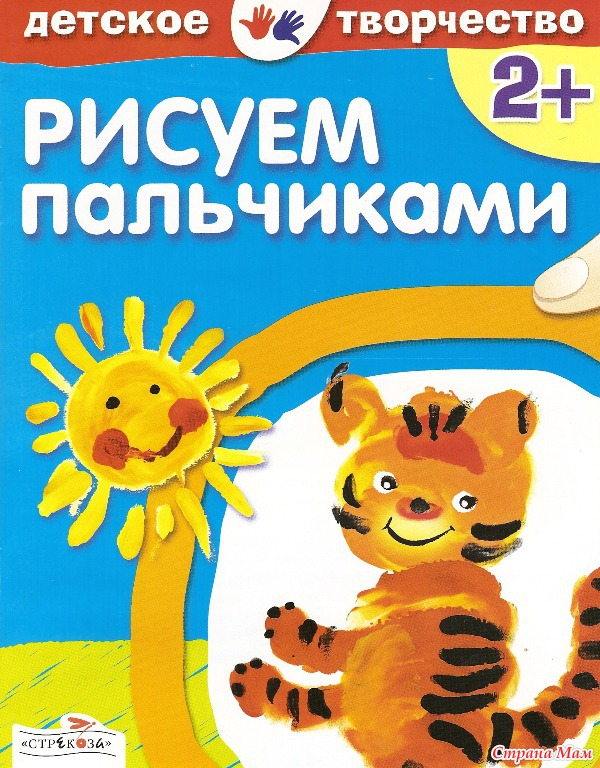 детское творчество
2+
РИСУЕМ
пальчиками
«СТРЕКОЗА»
Страна Мам